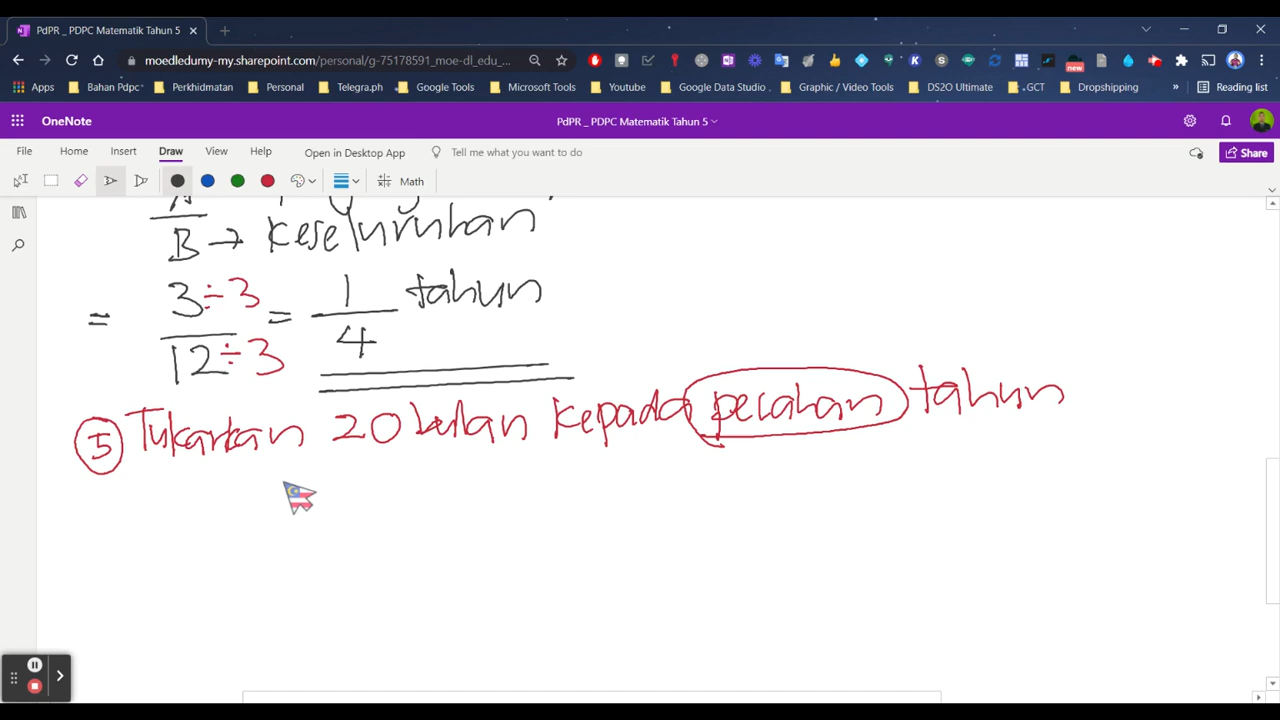 PdPR _ PDPC Matematik Tahun 5
moedledumy-my.sharepoint.com/personal/g-75178591_moe-dl_edu_...
Apps Bahan Pdpc Perkhidmatan Personal Telegra.ph Google Tools Microsoft Tools Youtube Google Data Studio Graphic / Video Tools DS2O Ultimate GCT Dropshipping » Reading list
new
OneNote PdPR _ PDPC Matematik Tahun 5
File Home Insert Draw View Help Open in Desktop App Tell me what you want to do Share
Math
B → Keseluruhan
= 3÷3 / 12÷3 = 1 / 4 tahun
5 Tukarkan 20 bulan kepada pecahan tahun